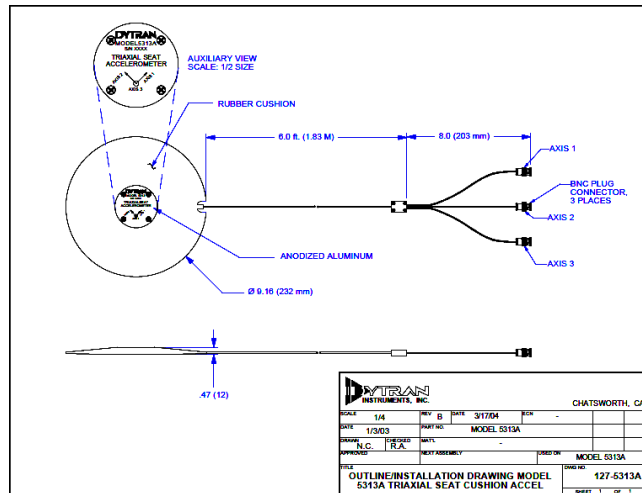 DYTRAN
MODEL5313A
S/N XXXX
TRIAXIAL SEAT
ACCELEROMETER
AXIS 2
AXIS 1
AXIS 3
AUXILIARY VIEW
SCALE: 1/2 SIZE
RUBBER CUSHION
6.0 ft. (1.83 M)
8.0 (203 mm)
AXIS 1
BNC PLUG
CONNECTOR,
3 PLACES
AXIS 2
AXIS 3
TRIAXIAL SEAT
ACCELEROMETER
ANODIZED ALUMINUM
Ø 9.16 (232 mm)
.47 (12)
DYTRAN
INSTRUMENTS, INC.
CHATSWORTH, CA
SCALE 1/4 REV B DATE 3/17/04 ECN -
DATE 1/3/03 PART NO. MODEL 5313A
DRAWN N.C. CHECKED R.A. MAT'L -
APPROVED NEXT ASSEMBLY USED ON MODEL 5313A
TITLE DWG NO.
OUTLINE/INSTALLATION DRAWING MODEL 127-5313A
5313A TRIAXIAL SEAT CUSHION ACCEL
SHEET 1 OF 1